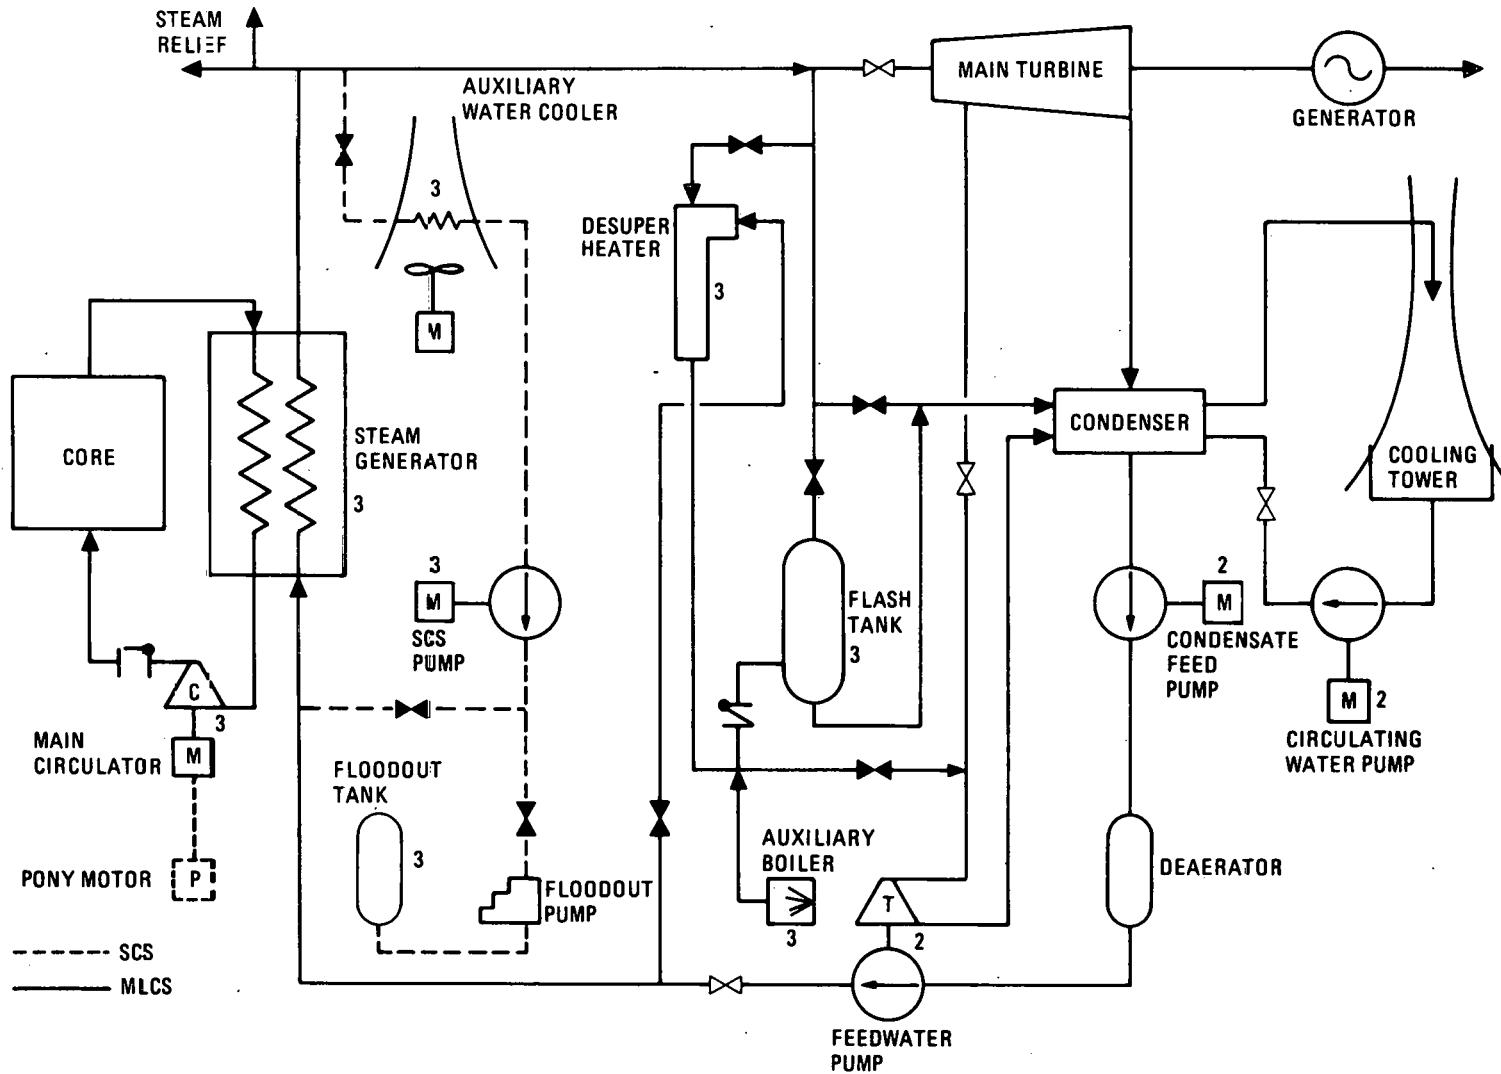 STEAM
RELIEF
AUXILIARY
WATER COOLER
MAIN TURBINE
GENERATOR
3
M
DESUPER
HEATER
3
CORE
STEAM
GENERATOR
3
CONDENSER
COOLING
TOWER
3
M
SCS
PUMP
FLASH
TANK
3
2
M
CONDENSATE
FEED
PUMP
M
2
CIRCULATING
WATER PUMP
C
3
MAIN
CIRCULATOR
M
FLOODOUT
TANK
3
PONY MOTOR
P
FLOODOUT
PUMP
AUXILIARY
BOILER
3
T
2
DEAERATOR
SCS
MLCS
FEEDWATER
PUMP